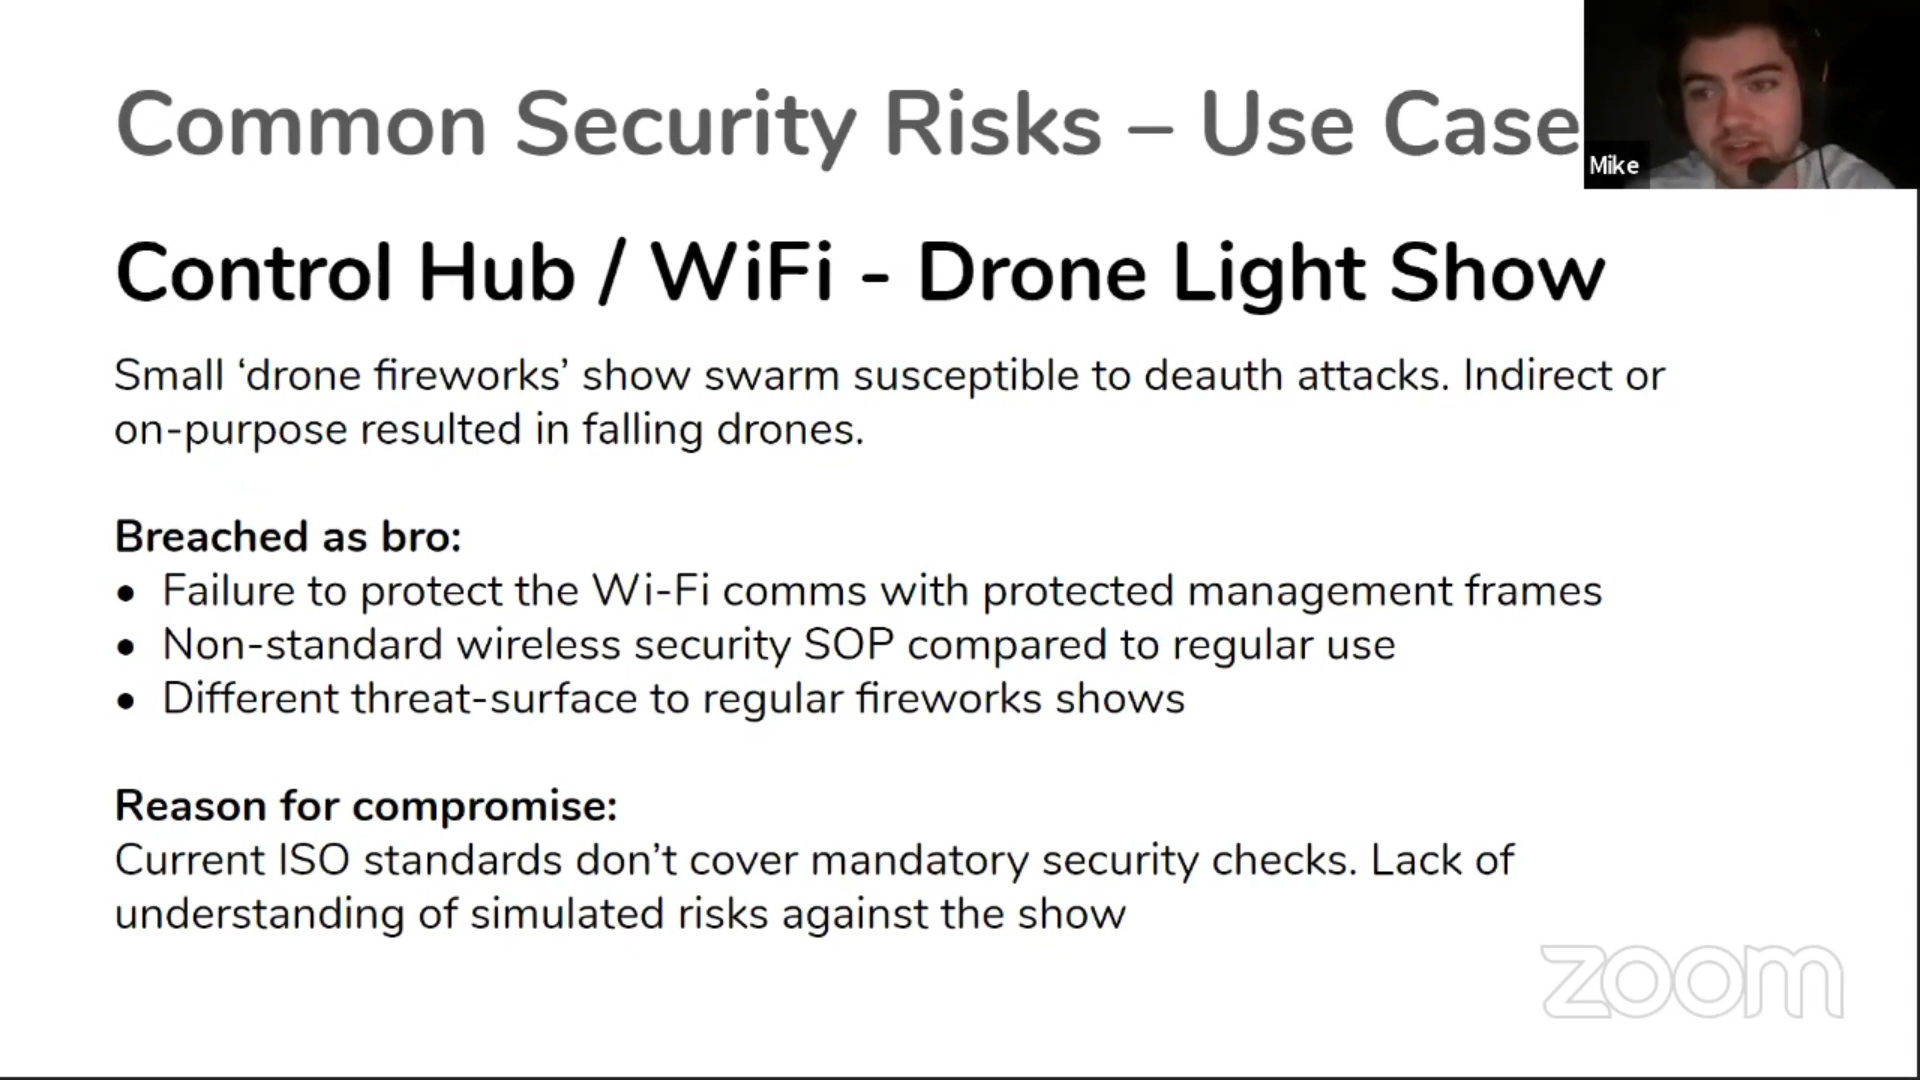 Common Security Risks – Use Case
Mike
Control Hub / WiFi - Drone Light Show
Small ‘drone fireworks’ show swarm susceptible to deauth attacks. Indirect or
on-purpose resulted in falling drones.
Breached as bro:
• Failure to protect the Wi-Fi comms with protected management frames
• Non-standard wireless security SOP compared to regular use
• Different threat-surface to regular fireworks shows
Reason for compromise:
Current ISO standards don’t cover mandatory security checks. Lack of
understanding of simulated risks against the show
zoom